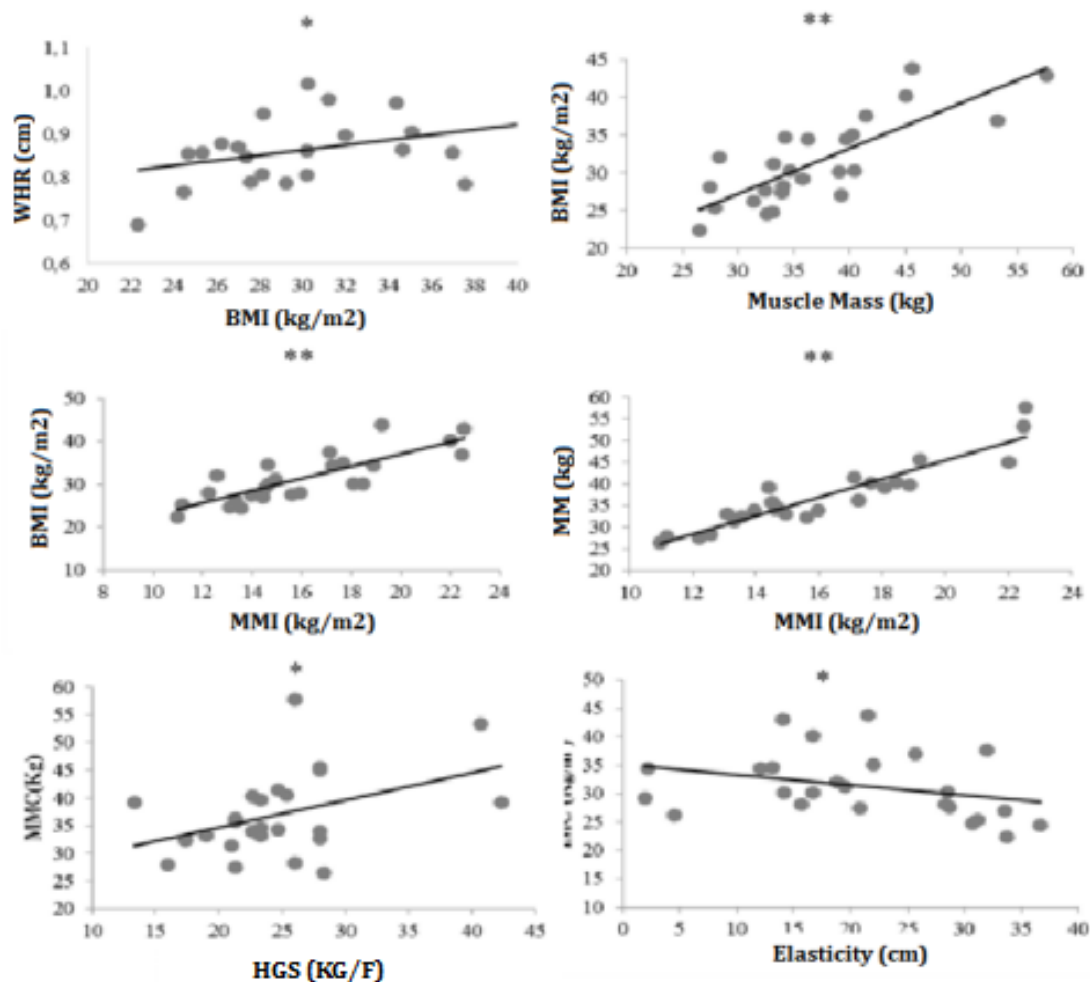 *
1,1
1,0
0,9
0,8
0,7
0,6
WHR (cm)
20 22 24 26 28 30 32 34 36 38 40
BMI (kg/m2)
**
45
40
35
30
25
20
BMI (kg/m2)
20 25 30 35 40 45 50 55 60
Muscle Mass (kg)
**
50
40
30
20
10
BMI (kg/m2)
8 10 12 14 16 18 20 22 24
MMI (kg/m2)
**
60
55
50
45
40
35
30
25
20
MM (kg)
10 12 14 16 18 20 22 24
MMI (kg/m2)
*
60
55
50
45
40
35
30
25
20
MMC(Kg)
10 15 20 25 30 35 40 45
HGS (KG/F)
*
50
45
40
35
30
25
20
15
10
0 5 10 15 20 25 30 35 40
Elasticity (cm)